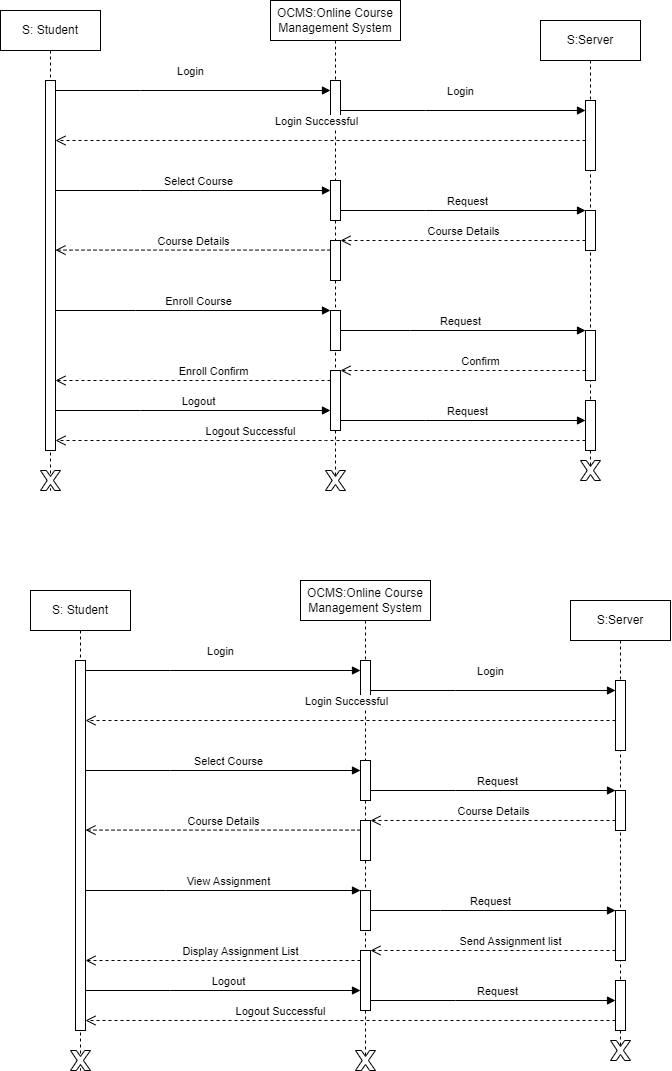 S: Student
OCMS:Online Course
Management System
S:Server
Login
Login
Login Successful
Select Course
Request
Course Details
Course Details
Enroll Course
Request
Confirm
Enroll Confirm
Logout
Request
Logout Successful
S: Student
OCMS:Online Course
Management System
S:Server
Login
Login
Login Successful
Select Course
Request
Course Details
Course Details
View Assignment
Request
Send Assignment list
Display Assignment List
Logout
Request
Logout Successful